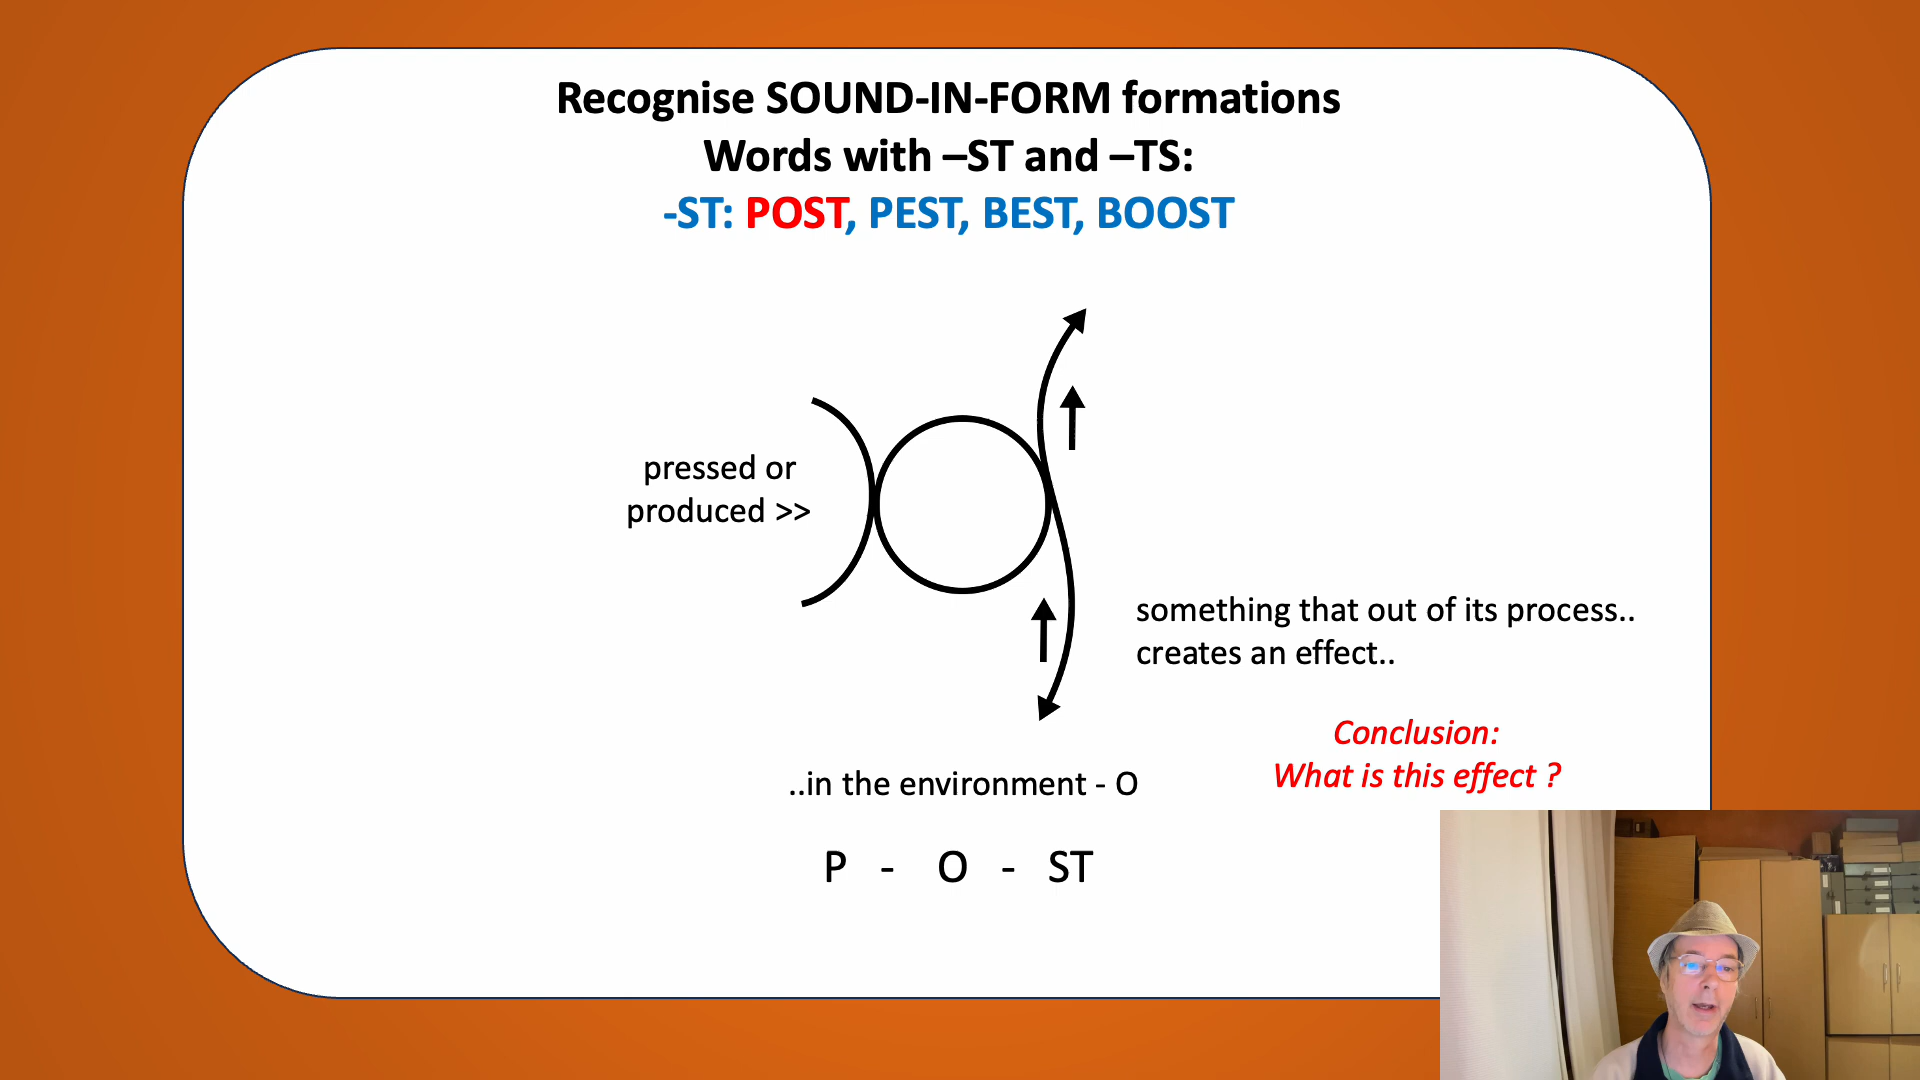 Recognise SOUND-IN-FORM formations
Words with –ST and –TS:
-ST: POST, PEST, BEST, BOOST
pressed or
produced >>
something that out of its process..
creates an effect..
Conclusion:
What is this effect ?
..in the environment - O
P - O - ST